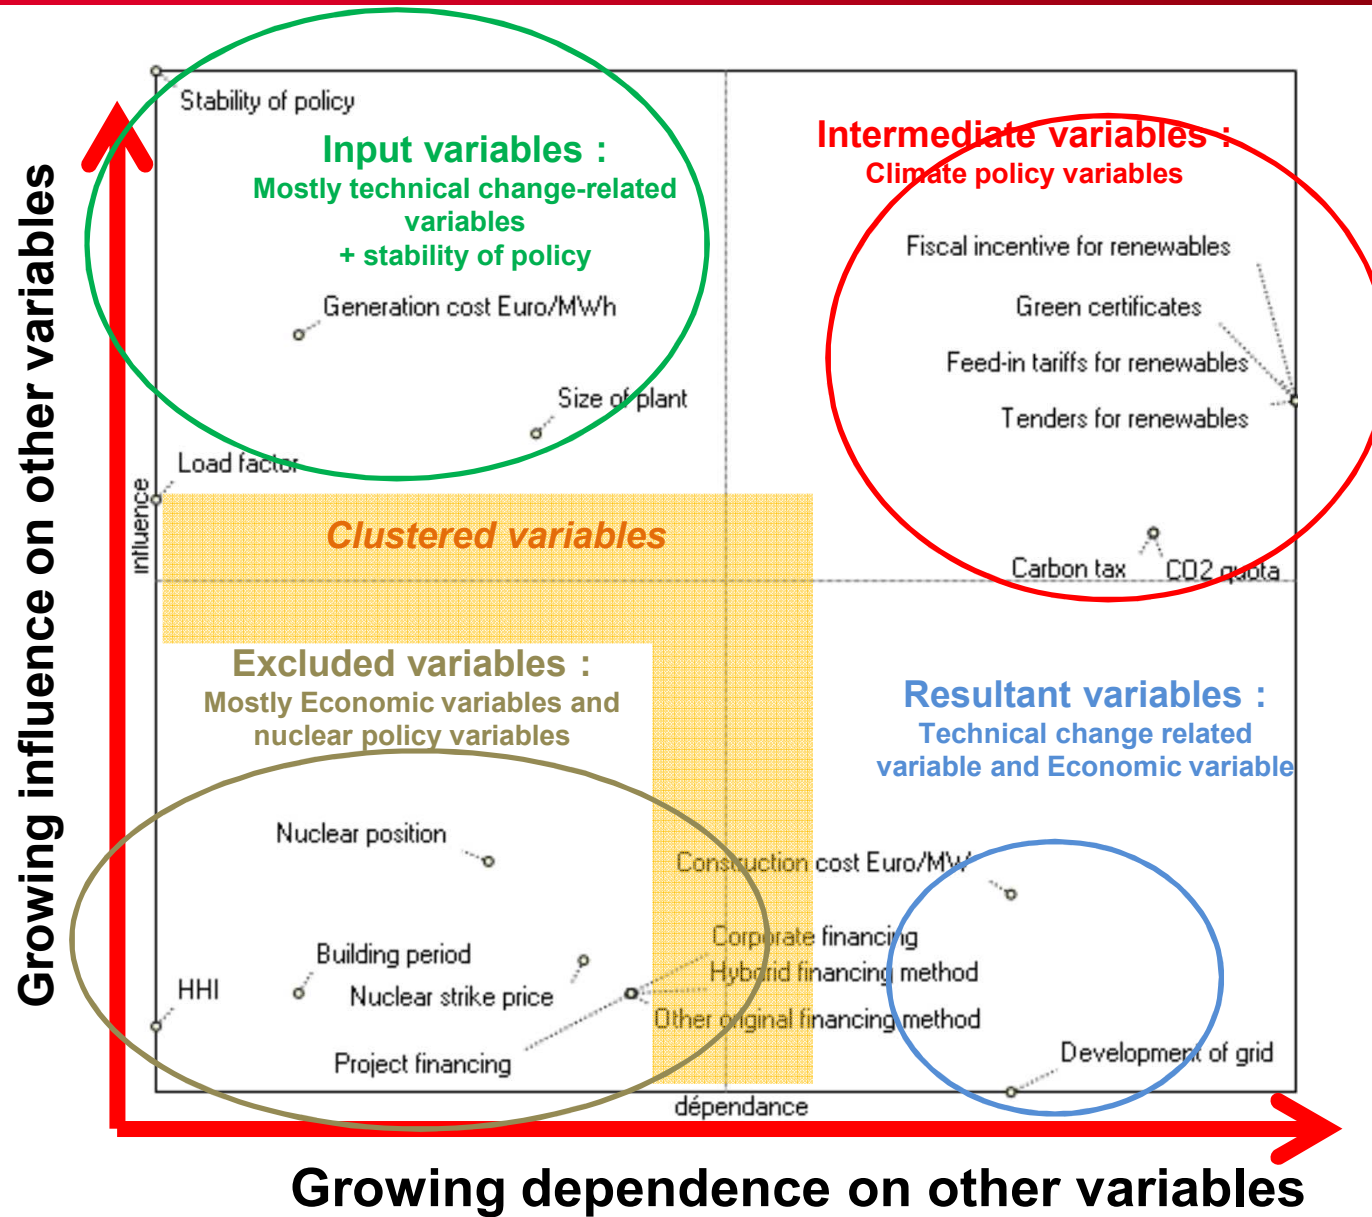 Stability of policy
Input variables :
Mostly technical change-related
variables
+ stability of policy
Intermediate variables :
Climate policy variables
Fiscal incentive for renewables
Generation cost Euro/MWh
Green certificates
Feed-in tariffs for renewables
Size of plant
Tenders for renewables
Load factor
influence
Clustered variables
Carbon tax
CO2 quota
Excluded variables :
Mostly Economic variables and
nuclear policy variables
Resultant variables :
Technical change related
variable and Economic variable
Nuclear position
Construction cost Euro/MW
Corporate financing
Building period
Hyborid financing method
HHI
Nuclear strike price
Other original financing method
Project financing
Development of grid
dépendance
Growing influence on other variables
Growing dependence on other variables